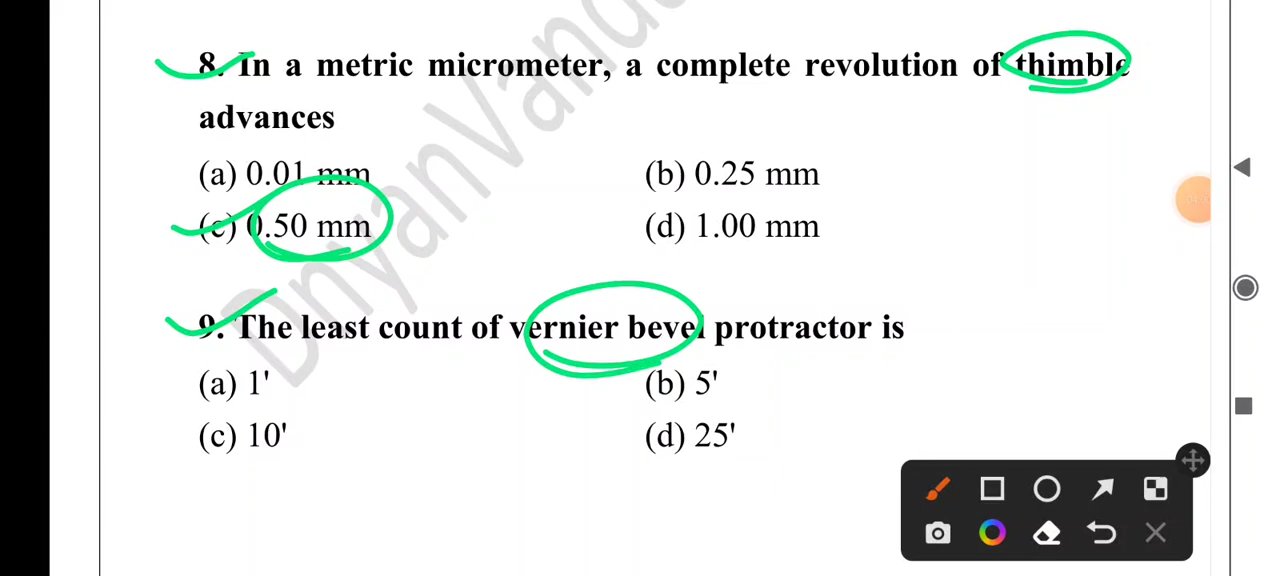 8. In a metric micrometer, a complete revolution of thimble
advances
(a) 0.01 mm
(b) 0.25 mm
(c) 0.50 mm
(d) 1.00 mm
9. The least count of vernier bevel protractor is
(a) 1'
(b) 5'
(c) 10'
(d) 25'